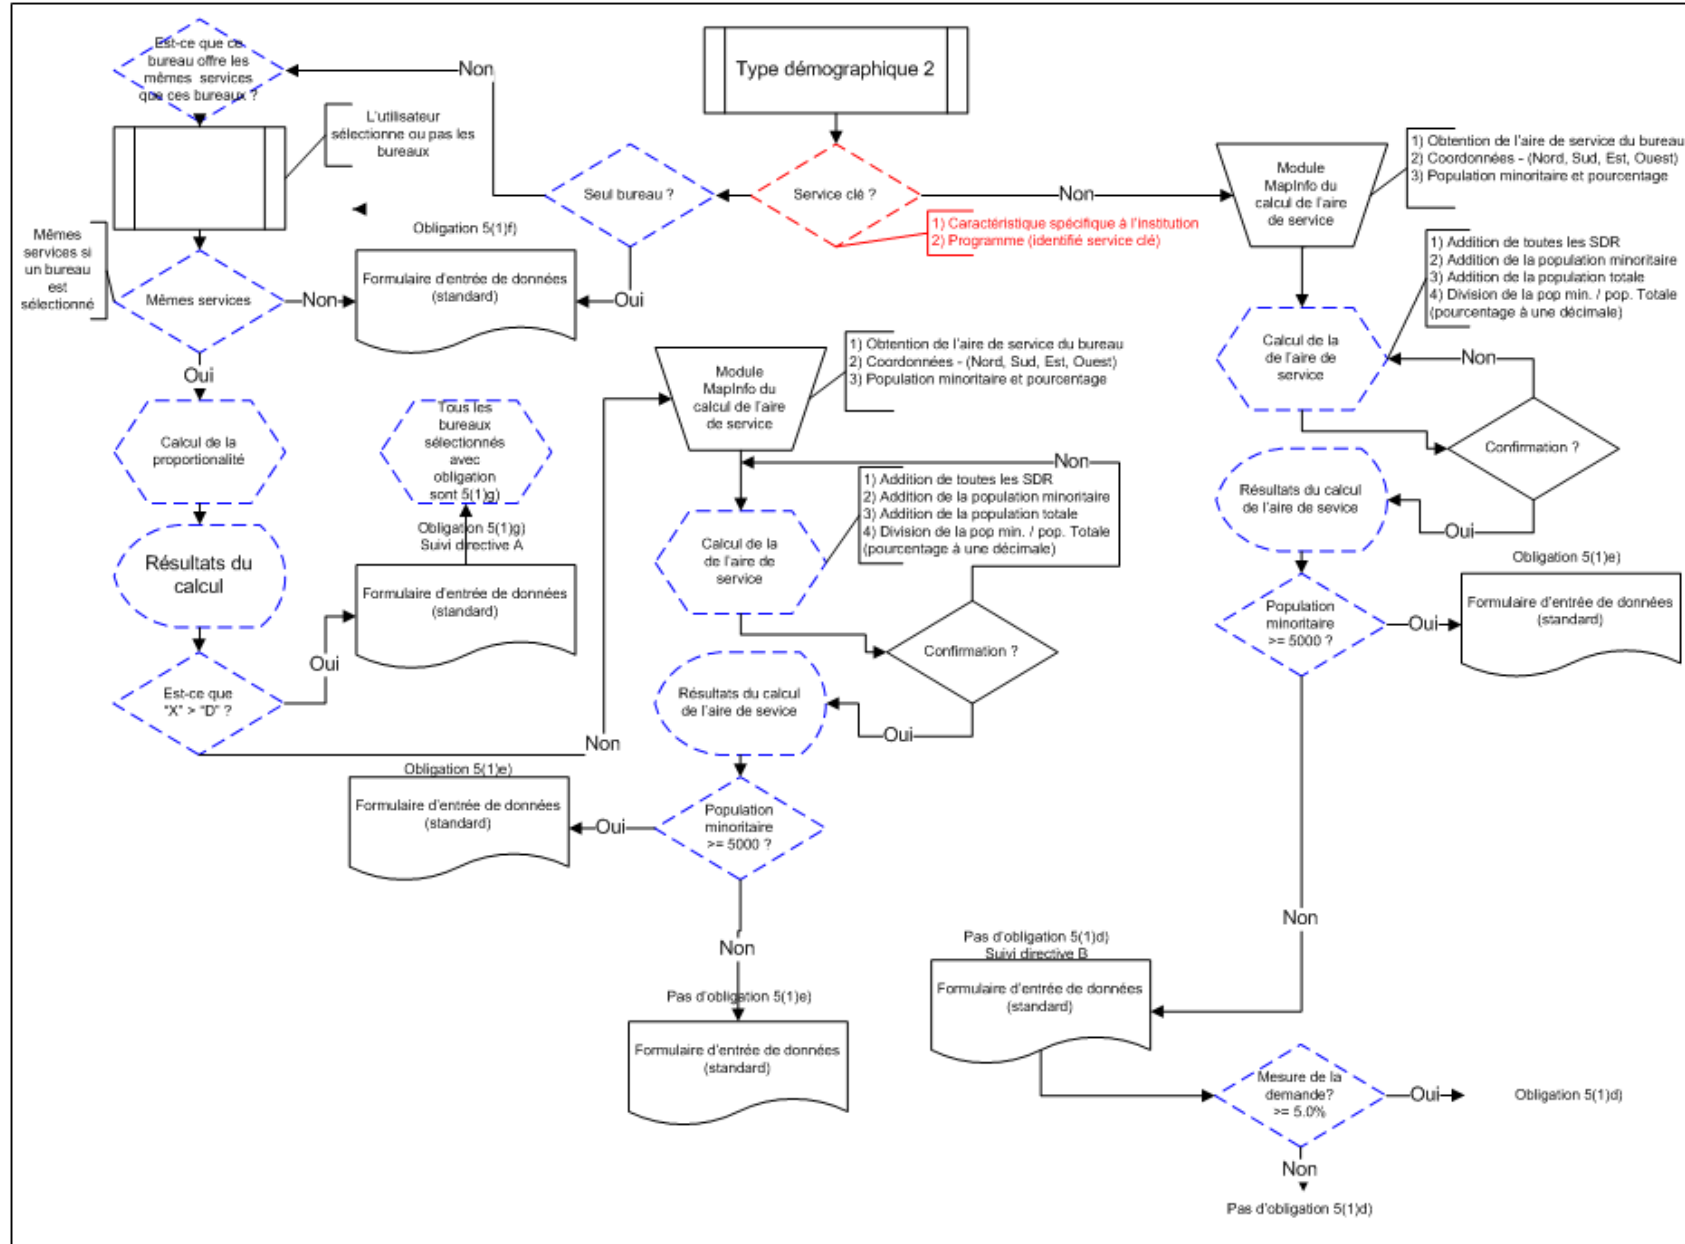 Est-ce que ce
bureau offre les
mêmes services
que ces bureaux ?
Non
Type démographique 2
L'utilisateur
sélectionne ou pas les
bureaux
Seul bureau ?
Service clé ?
Non
1) Caractéristique spécifique à l'institution
2) Programme (identifié service clé)
Module
MapInfo du
calcul de l'aire
de service
1) Obtention de l'aire de service du bureau
2) Coordonnées - (Nord, Sud, Est, Ouest)
3) Population minoritaire et pourcentage
Mêmes
services si
un bureau
est
sélectionné
Mêmes services
Non
Obligation 5(1)f)
Formulaire d'entrée de données
(standard)
Oui
1) Addition de toutes les SDR
2) Addition de la population minoritaire
3) Addition de la population totale
4) Division de la pop min. / pop. Totale
(pourcentage à une décimale)
Calcul de la
de l'aire de
service
Non
Confirmation ?
Oui
Résultats du calcul
de l'aire de sevice
Oui
Calcul de la
proportionalité
Tous les
bureaux
sélectionnés
avec
obligation
sont 5(1)g)
Module
MapInfo du
calcul de l'aire
de service
1) Obtention de l'aire de service du bureau
2) Coordonnées - (Nord, Sud, Est, Ouest)
3) Population minoritaire et pourcentage
Non
1) Addition de toutes les SDR
2) Addition de la population minoritaire
3) Addition de la population totale
4) Division de la pop min. / pop. Totale
(pourcentage à une décimale)
Résultats du
calcul
Obligation 5(1)g)
Suivi directive A
Formulaire d'entrée de données
(standard)
Calcul de la
de l'aire de
service
Obligation 5(1)e)
Population
minoritaire
>= 5000 ?
Oui
Formulaire d'entrée de données
(standard)
Est-ce que
"X" > "D" ?
Oui
Non
Confirmation ?
Résultats du calcul
de l'aire de sevice
Oui
Obligation 5(1)e)
Formulaire d'entrée de données
(standard)
Oui
Population
minoritaire
>= 5000 ?
Non
Non
Pas d'obligation 5(1)e)
Formulaire d'entrée de données
(standard)
Pas d'obligation 5(1)d)
Suivi directive B
Formulaire d'entrée de données
(standard)
Mesure de la
demande?
>= 5.0%
Oui
Obligation 5(1)d)
Non
Pas d'obligation 5(1)d)